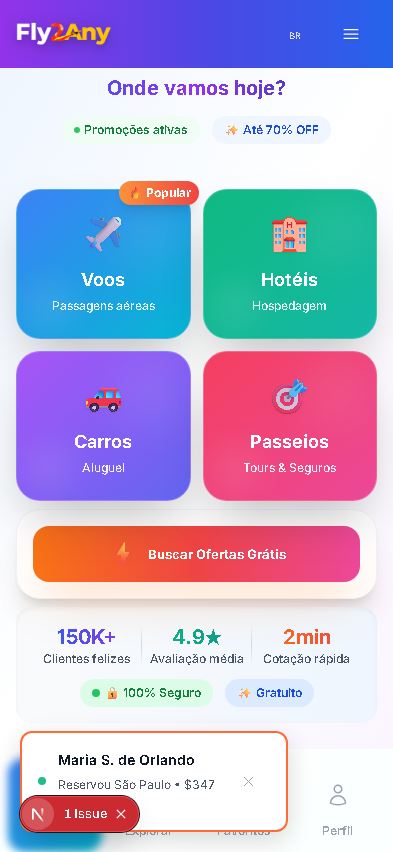 Fly2Any
BR
Onde vamos hoje?
Promoções ativas
Até 70% OFF
Popular
Voos
Passagens aéreas
Hotéis
Hospedagem
Carros
Aluguel
Passeios
Tours & Seguros
Buscar Ofertas Grátis
150K+
Clientes felizes
4.9★
Avaliação média
2min
Cotação rápida
100% Seguro
Gratuito
Maria S. de Orlando
Reservou São Paulo • $347
N
1 Issue
Explorar
Favoritos
Perfil